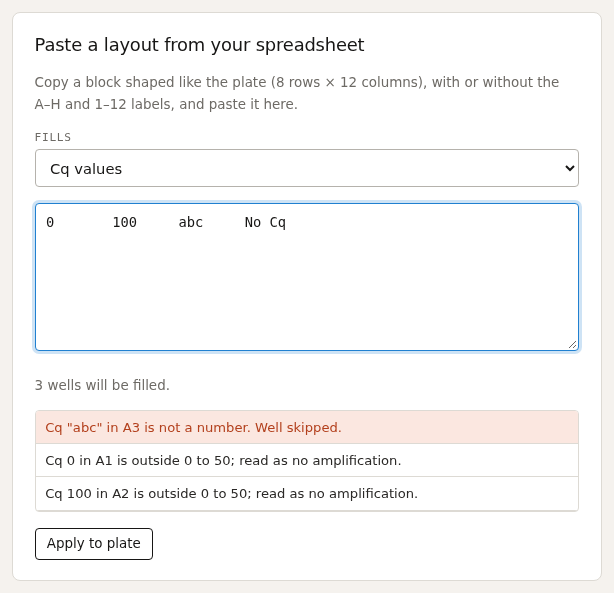 Paste a layout from your spreadsheet
Copy a block shaped like the plate (8 rows × 12 columns), with or without the
A–H and 1–12 labels, and paste it here.
FILLS
Cq values
0 100 abc No Cq
3 wells will be filled.
Cq "abc" in A3 is not a number. Well skipped.
Cq 0 in A1 is outside 0 to 50; read as no amplification.
Cq 100 in A2 is outside 0 to 50; read as no amplification.
Apply to plate